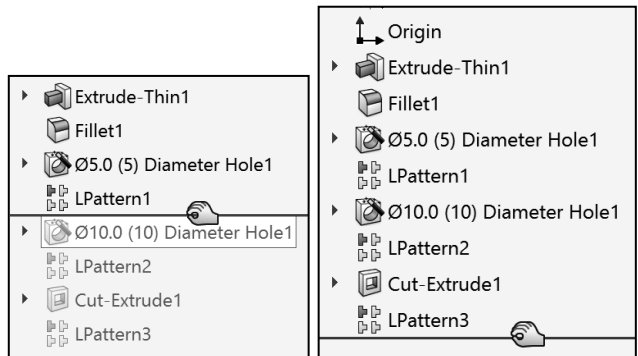 Extrude-Thin1
Fillet1
Ø5.0 (5) Diameter Hole1
LPattern1
Ø10.0 (10) Diameter Hole1
LPattern2
Cut-Extrude1
LPattern3
Origin
Extrude-Thin1
Fillet1
Ø5.0 (5) Diameter Hole1
LPattern1
Ø10.0 (10) Diameter Hole1
LPattern2
Cut-Extrude1
LPattern3